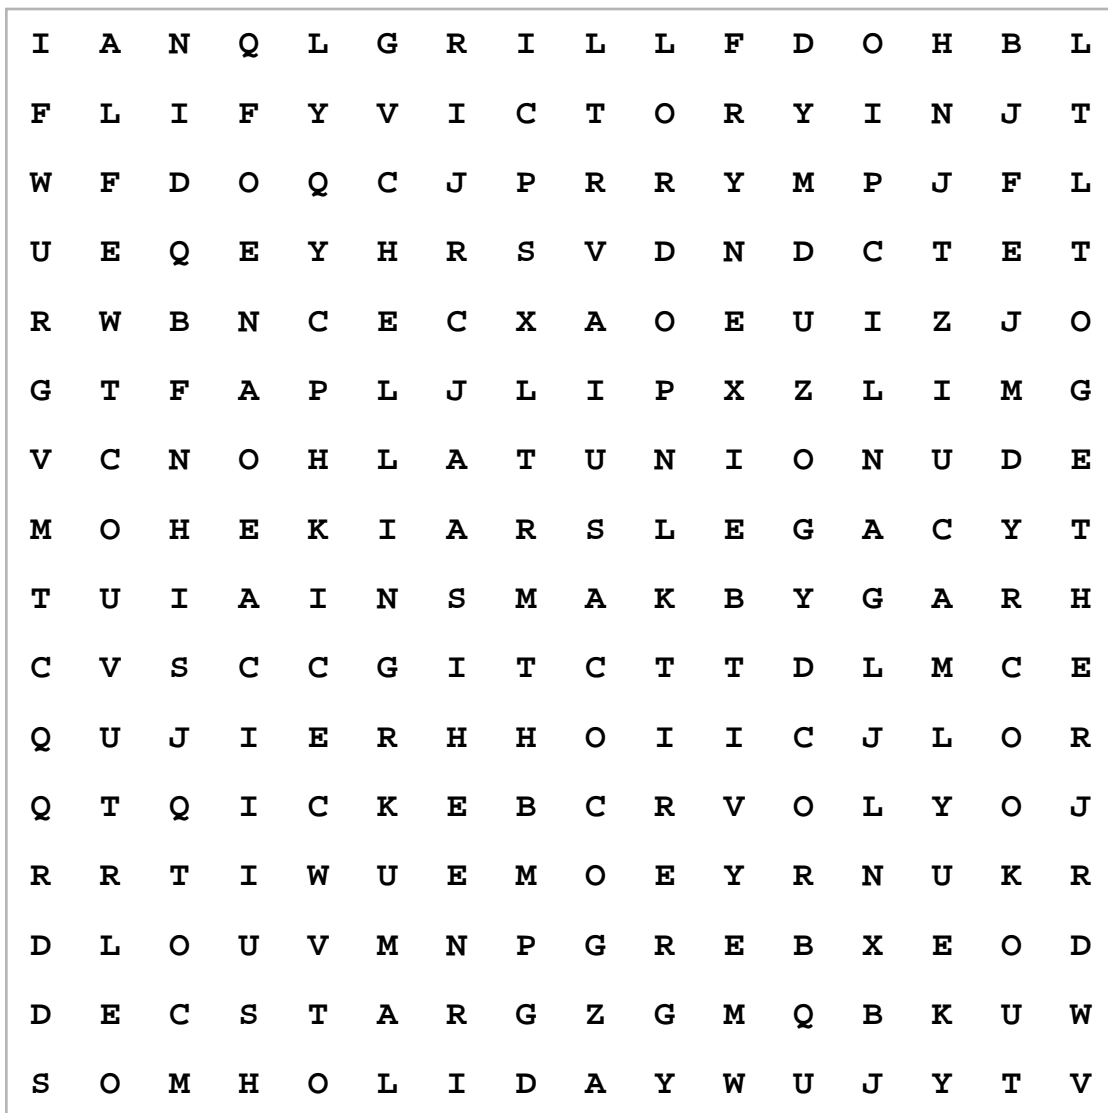 I A N Q L G R I L L F D O H B L
F L I F Y V I C T O R Y I N J T
W F D O Q C J P R R Y M P J F L
U E Q E Y H R S V D N D C T E T
R W B N C E C X A O E U I Z J O
G T F A P L J L I P X Z L I M G
V C N O H L A T U N I O N U D E
M O H E K I A R S L E G A C Y T
T U I A I N S M A K B Y G A R H
C V S C C G I T C T T D L M C E
Q U J I E R H H O I I C J L O R
Q T Q I C K E B C R V O L Y O J
R R T I W U E M O E Y R N U K R
D L O U V M N P G R E B X E O D
D E C S T A R G Z G M Q B K U W
S O M H O L I D A Y W U J Y T V